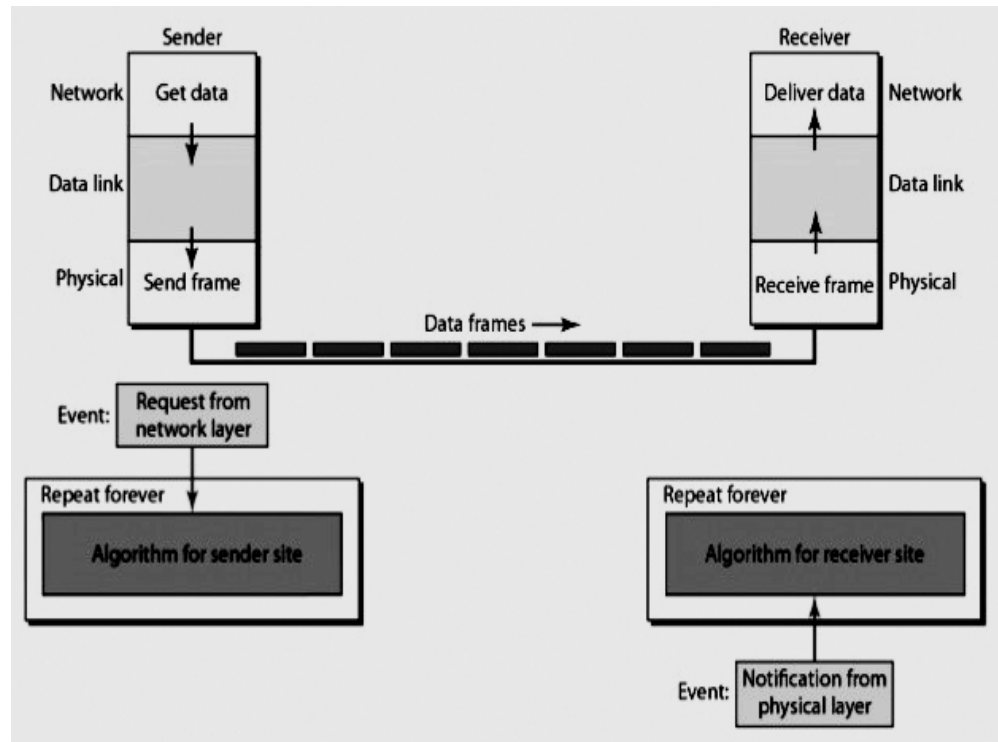 Sender
Receiver
Network
Get data
Deliver data
Network
Data link
Data link
Physical
Send frame
Receive frame
Physical
Data frames
Event:
Request from
network layer
Repeat forever
Algorithm for sender site
Repeat forever
Algorithm for receiver site
Event:
Notification from
physical layer